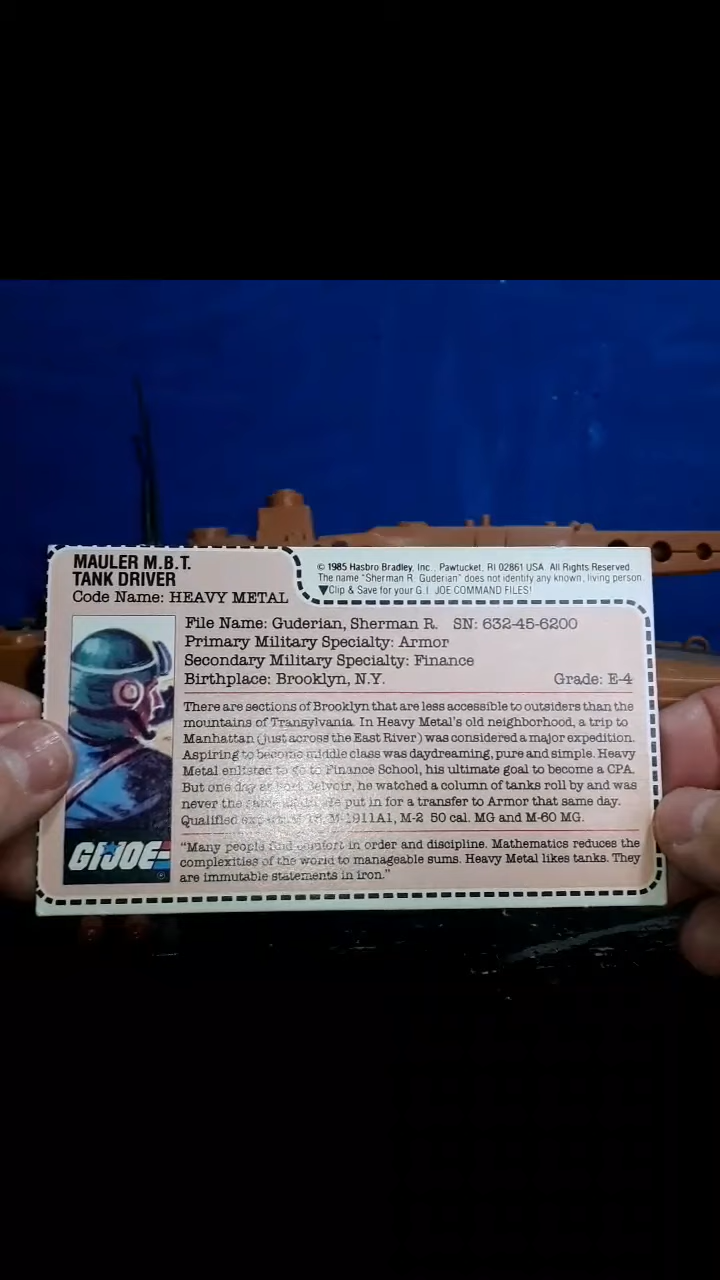 MAULER M.B.T.
TANK DRIVER
Code Name: HEAVY METAL
© 1985 Hasbro Bradley, Inc., Pawtucket, RI 02861 USA. All Rights Reserved.
The name "Sherman R. Guderian" does not identify any known, living person.
▼Clip & Save for your G.I. JOE COMMAND FILES!
File Name: Guderian, Sherman R. SN: 632-45-6200
Primary Military Specialty: Armor
Secondary Military Specialty: Finance
Birthplace: Brooklyn, N.Y. Grade: E-4
There are sections of Brooklyn that are less accessible to outsiders than the
mountains of Transylvania. In Heavy Metal's old neighborhood, a trip to
Manhattan (just across the East River) was considered a major expedition.
Aspiring to become middle class was daydreaming, pure and simple. Heavy
Metal enlisted to go to Finance School, his ultimate goal to become a CPA.
But one day at Fort Belvoir, he watched a column of tanks roll by and was
never the put in for a transfer to Armor that same day.
Qualified M-1911A1, M-2 50 cal. MG and M-60 MG.
"Many people find comfort in order and discipline. Mathematics reduces the
complexities of the world to manageable sums. Heavy Metal likes tanks. They
are immutable statements in iron."
GI JOE
®